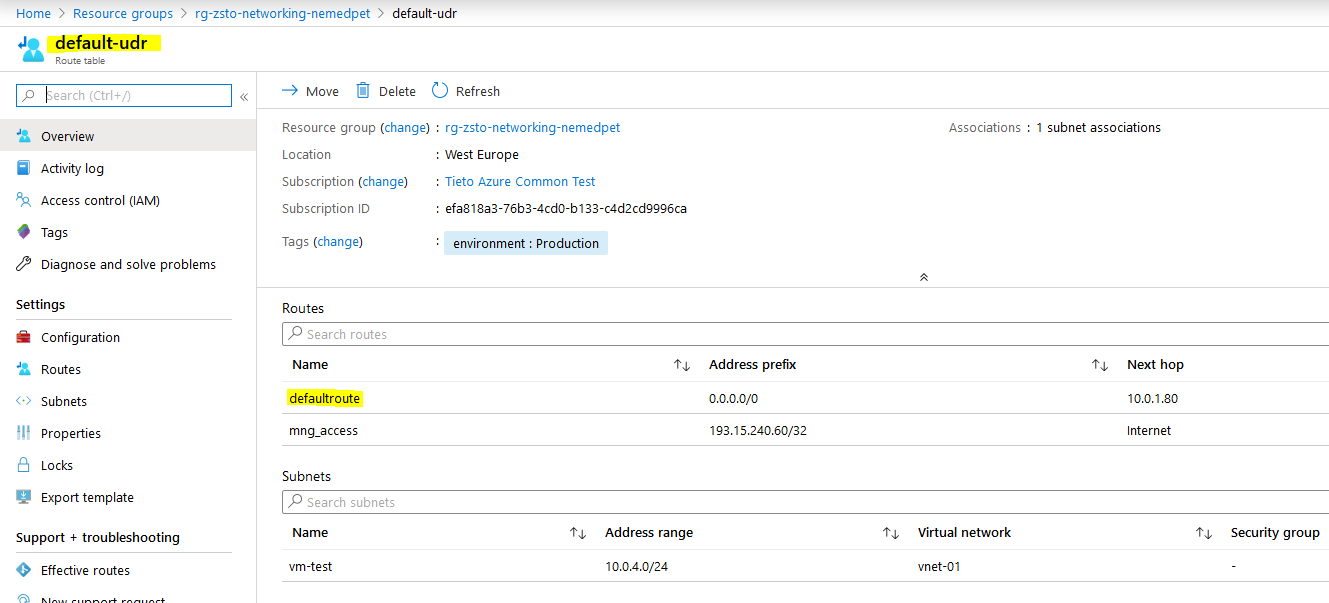 Home > Resource groups > rg-zsto-networking-nemedpet > default-udr
default-udr
Route table
Search (Ctrl+/)
«
Overview
Activity log
Access control (IAM)
Tags
Diagnose and solve problems
Settings
Configuration
Routes
Subnets
Properties
Locks
Export template
Support + troubleshooting
Effective routes
New support request
Move Delete Refresh
Resource group (change) : rg-zsto-networking-nemedpet Associations : 1 subnet associations
Location : West Europe
Subscription (change) : Tieto Azure Common Test
Subscription ID : efa818a3-76b3-4cd0-b133-c4d2cd9996ca
Tags (change) : environment : Production
Routes
Search routes
Name Address prefix Next hop
defaultroute 0.0.0.0/0 10.0.1.80
mng_access 193.15.240.60/32 Internet
Subnets
Search subnets
Name Address range Virtual network Security group
vm-test 10.0.4.0/24 vnet-01 -